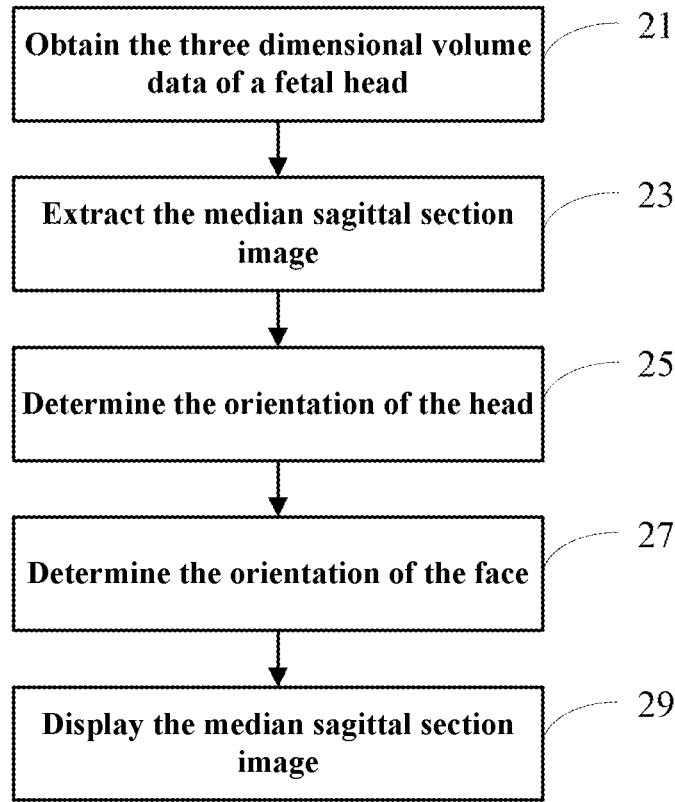 Obtain the three dimensional volume
data of a fetal head
21
Extract the median sagittal section
image
23
Determine the orientation of the head
25
Determine the orientation of the face
27
Display the median sagittal section
image
29